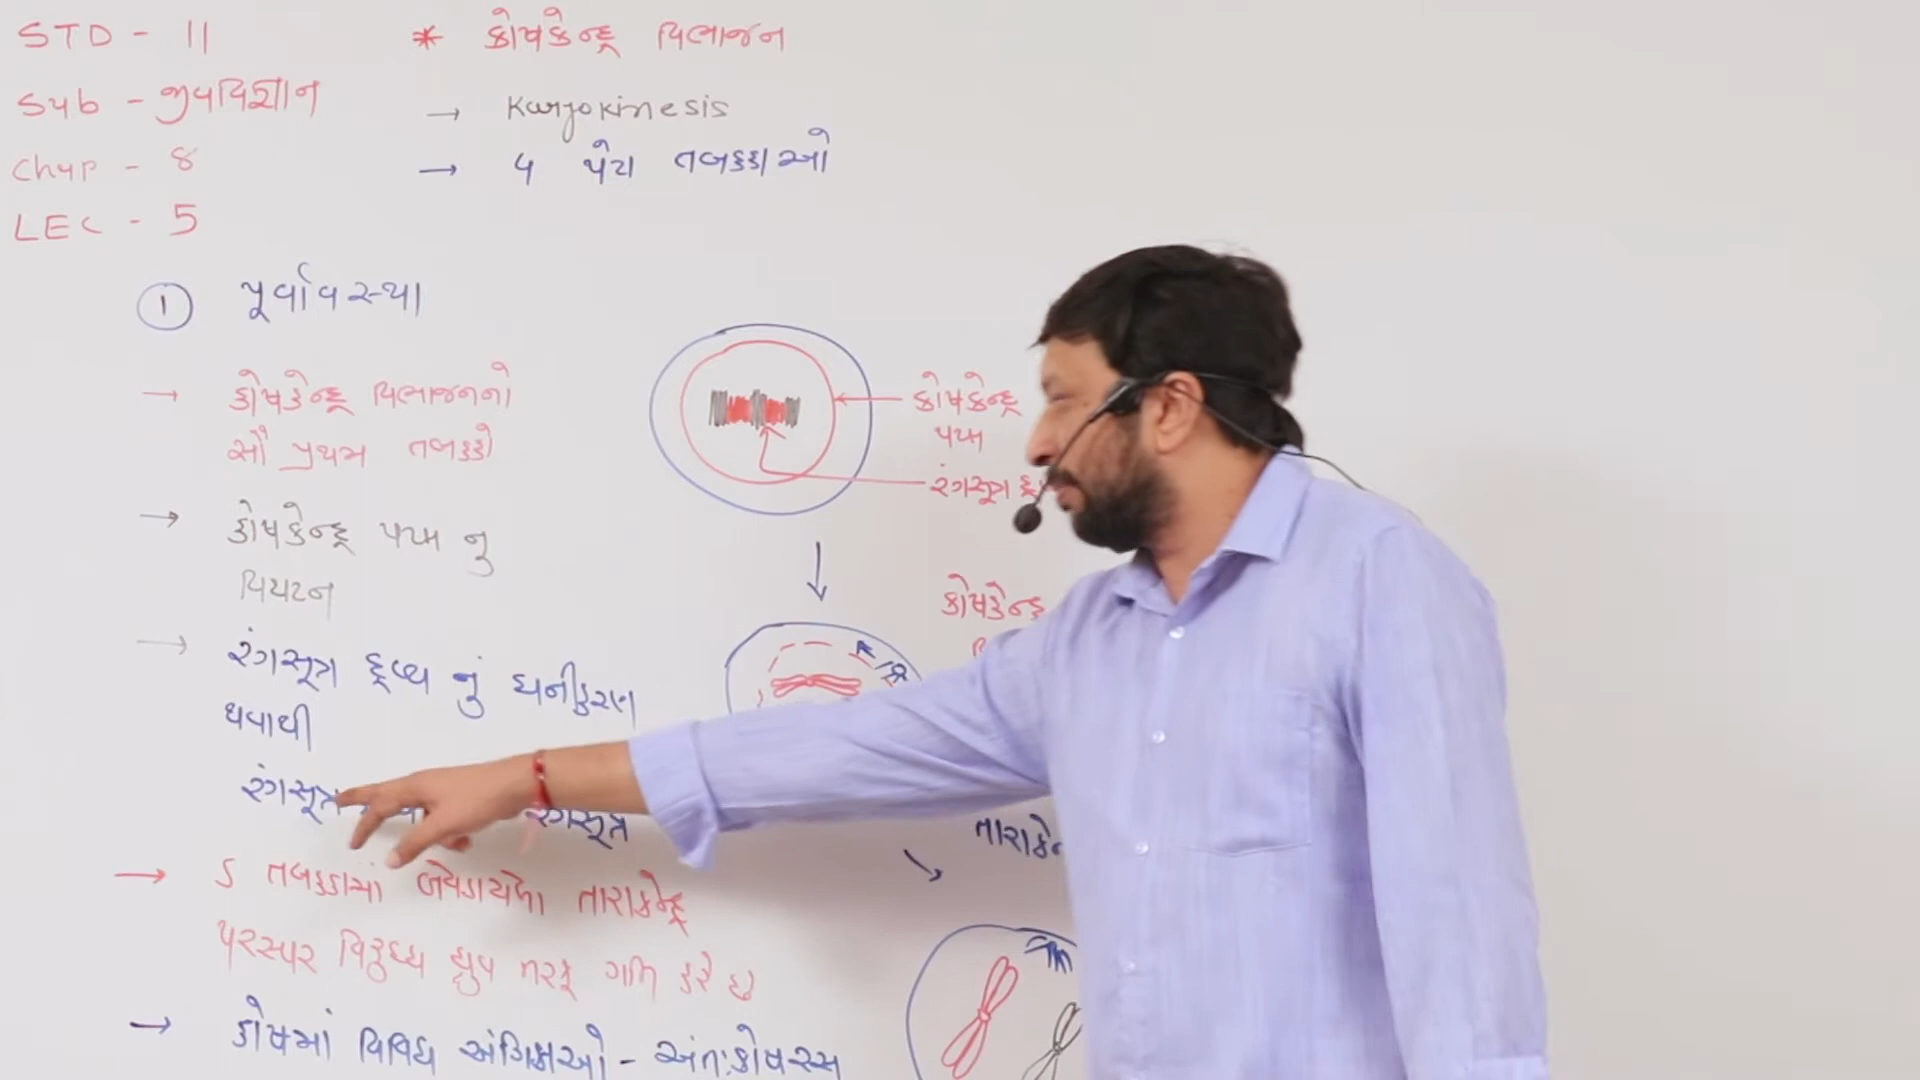 STD - 11
Sub - જીવવિજ્ઞાન
Chap - 8
LEC - 5
* કોષકેન્દ્ર વિભાજન
→ Karyokinesis
→ 4 પેટા તબક્કાઓ
1 પૂર્વાવસ્થા
→ કોષકેન્દ્ર વિભાજનનો
સૌ પ્રથમ તબક્કો
→ કોષકેન્દ્ર પટલ નુ
વિઘટન
→ રંગસૂત્ર દ્રવ્ય નું ઘનીકરણ
થવાથી
રંગસૂત્ર રંગસૂત્ર
→ S તબક્કામાં બેવડાયેલા તારાકેન્દ્ર
પરસ્પર વિરુધ્ધ ધ્રુવ તરફ ગતિ કરે છે
→ કોષમાં વિવિધ અંગિકાઓ - અંતઃકોષરસ
કોષકેન્દ્ર
પટલ
રંગસૂત્ર
કોષકેન્દ્ર